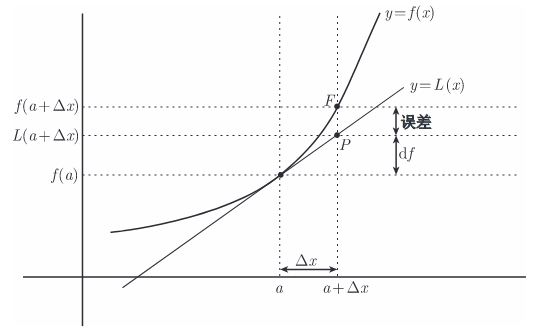 y=f(x)
y=L(x)
F
f(a+Δx)
误差
L(a+Δx)
P
df
f(a)
Δx
a
a+Δx